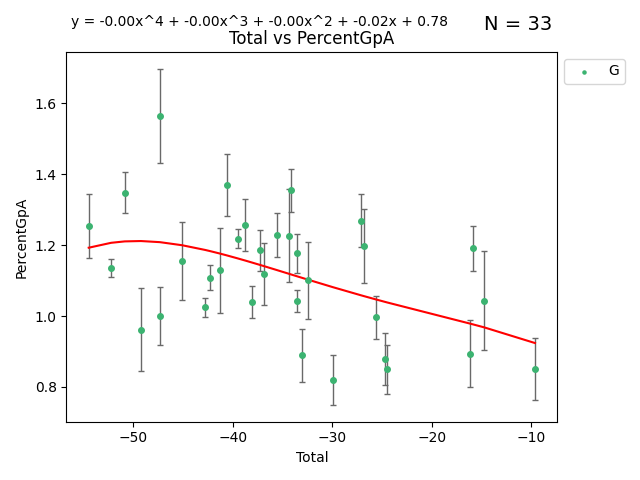 y = -0.00x^4 + -0.00x^3 + -0.00x^2 + -0.02x + 0.78
N = 33
Total vs PercentGpA
G
PercentGpA
1.6
1.4
1.2
1.0
0.8
−50 −40 −30 −20 −10
Total